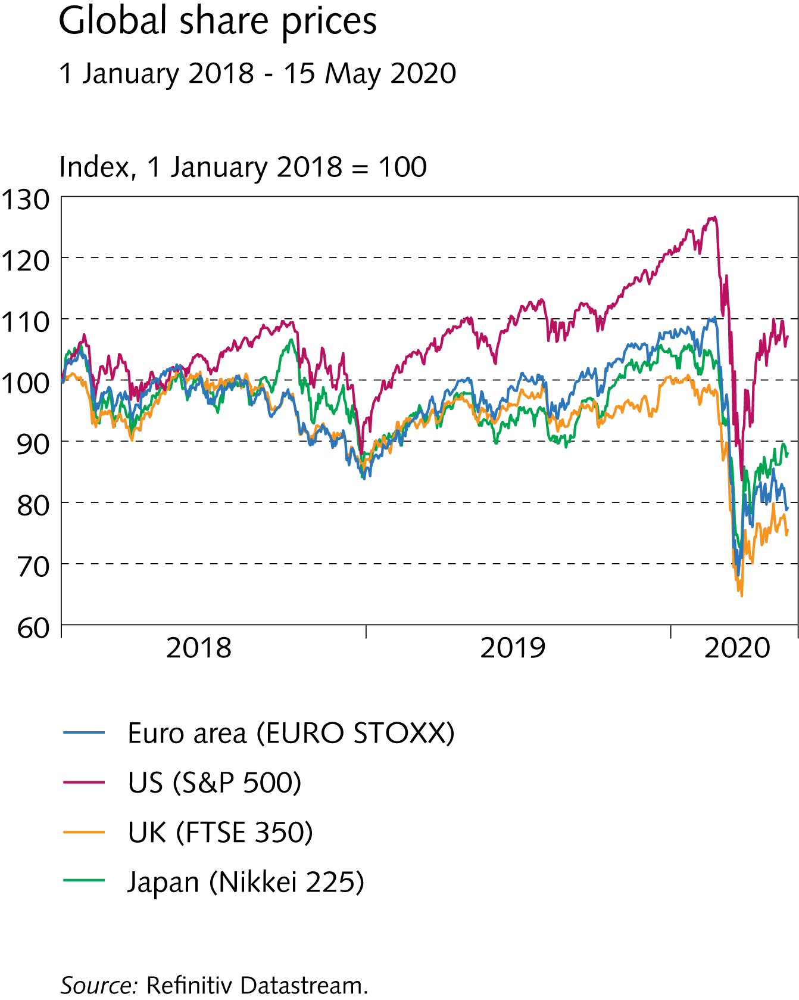 Global share prices
1 January 2018 - 15 May 2020
Index, 1 January 2018 = 100
130
120
110
100
90
80
70
60
2018 2019 2020
Euro area (EURO STOXX)
US (S&P 500)
UK (FTSE 350)
Japan (Nikkei 225)
Source: Refinitiv Datastream.